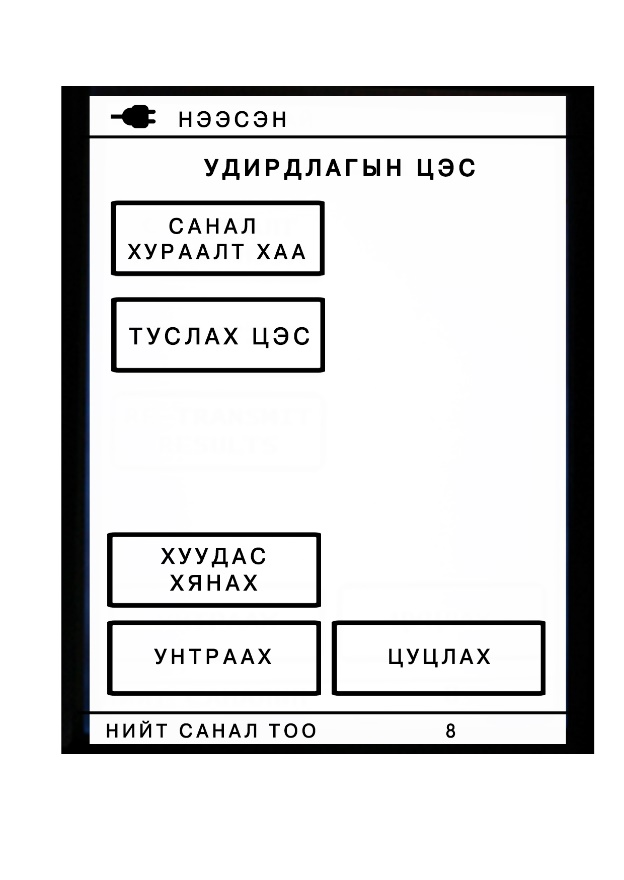 НЭЭСЭН
УДИРДЛАГЫН ЦЭС
САНАЛ
ХУРААЛТ ХАА
ТУСЛАХ ЦЭС
ХУУДАС
ХЯНАХ
УНТРААХ
ЦУЦЛАХ
НИЙТ САНАЛ ТОО 8